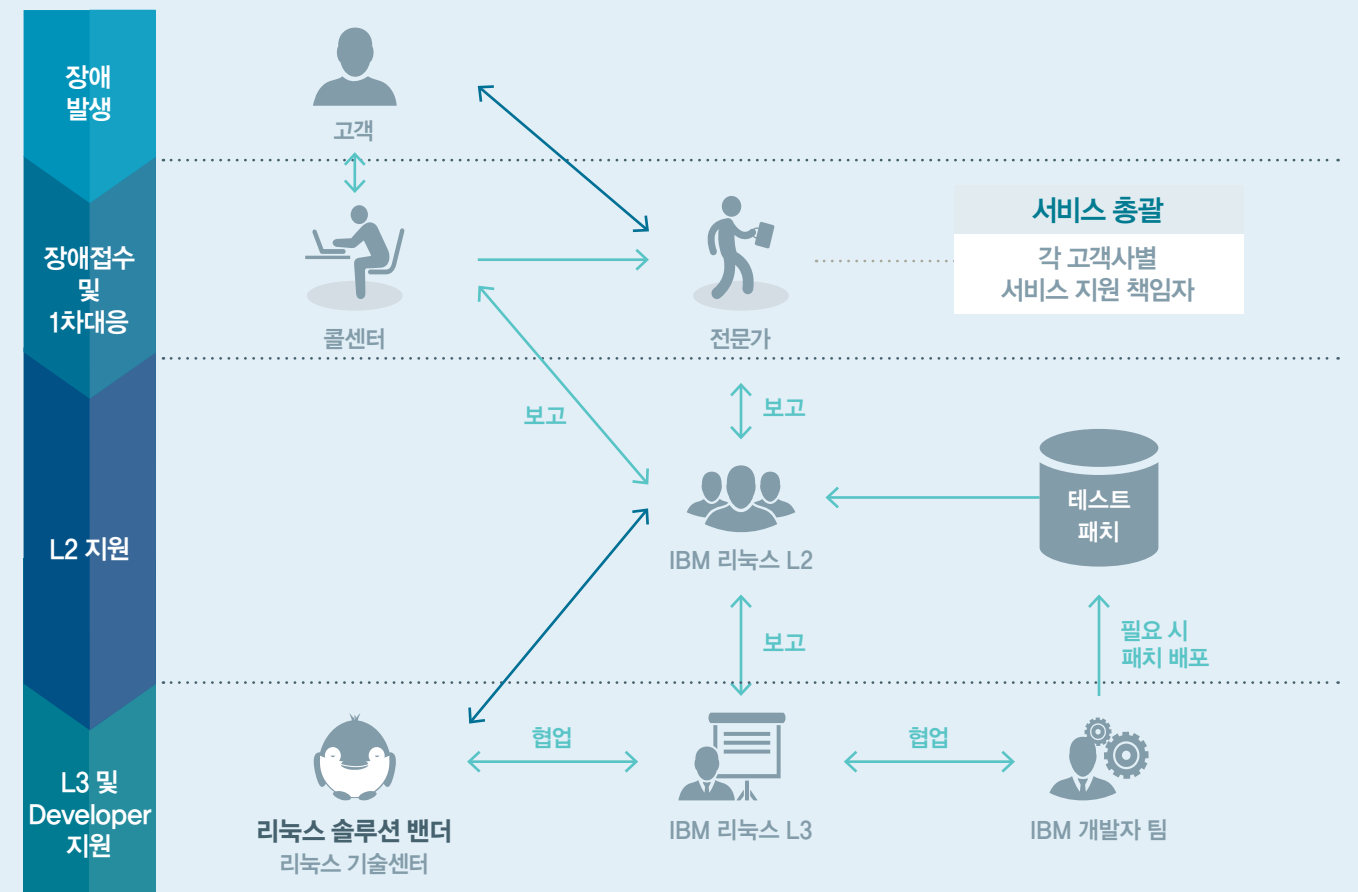 장애
발생
고객
장애접수
및
1차대응
콜센터
전문가
서비스 총괄
각 고객사별
서비스 지원 책임자
L2 지원
보고
보고
IBM 리눅스 L2
테스트
패치
보고
필요 시
패치 배포
L3 및
Developer
지원
협업
협업
리눅스 솔루션 밴더
리눅스 기술센터
IBM 리눅스 L3
IBM 개발자 팀